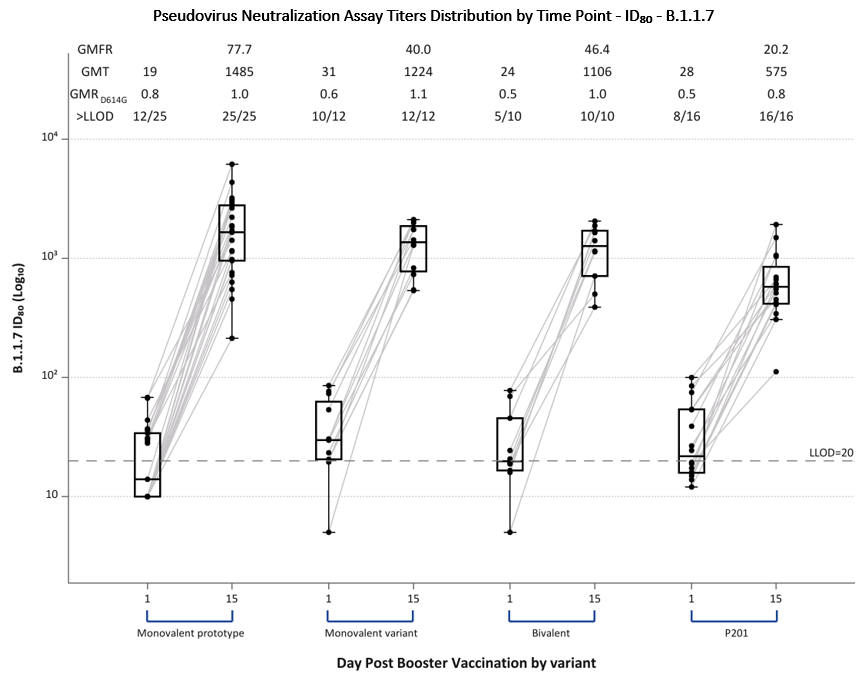 Pseudovirus Neutralization Assay Titers Distribution by Time Point - ID₈₀ - B.1.1.7
GMFR 77.7 40.0 46.4 20.2
GMT 19 1485 31 1224 24 1106 28 575
GMR D614G 0.8 1.0 0.6 1.1 0.5 1.0 0.5 0.8
>LLOD 12/25 25/25 10/12 12/12 5/10 10/10 8/16 16/16
10⁴
10³
10²
LLOD=20
10
B.1.1.7 ID₈₀ (Log₁₀)
1 15 1 15 1 15 1 15
Monovalent prototype Monovalent variant Bivalent P201
Day Post Booster Vaccination by variant